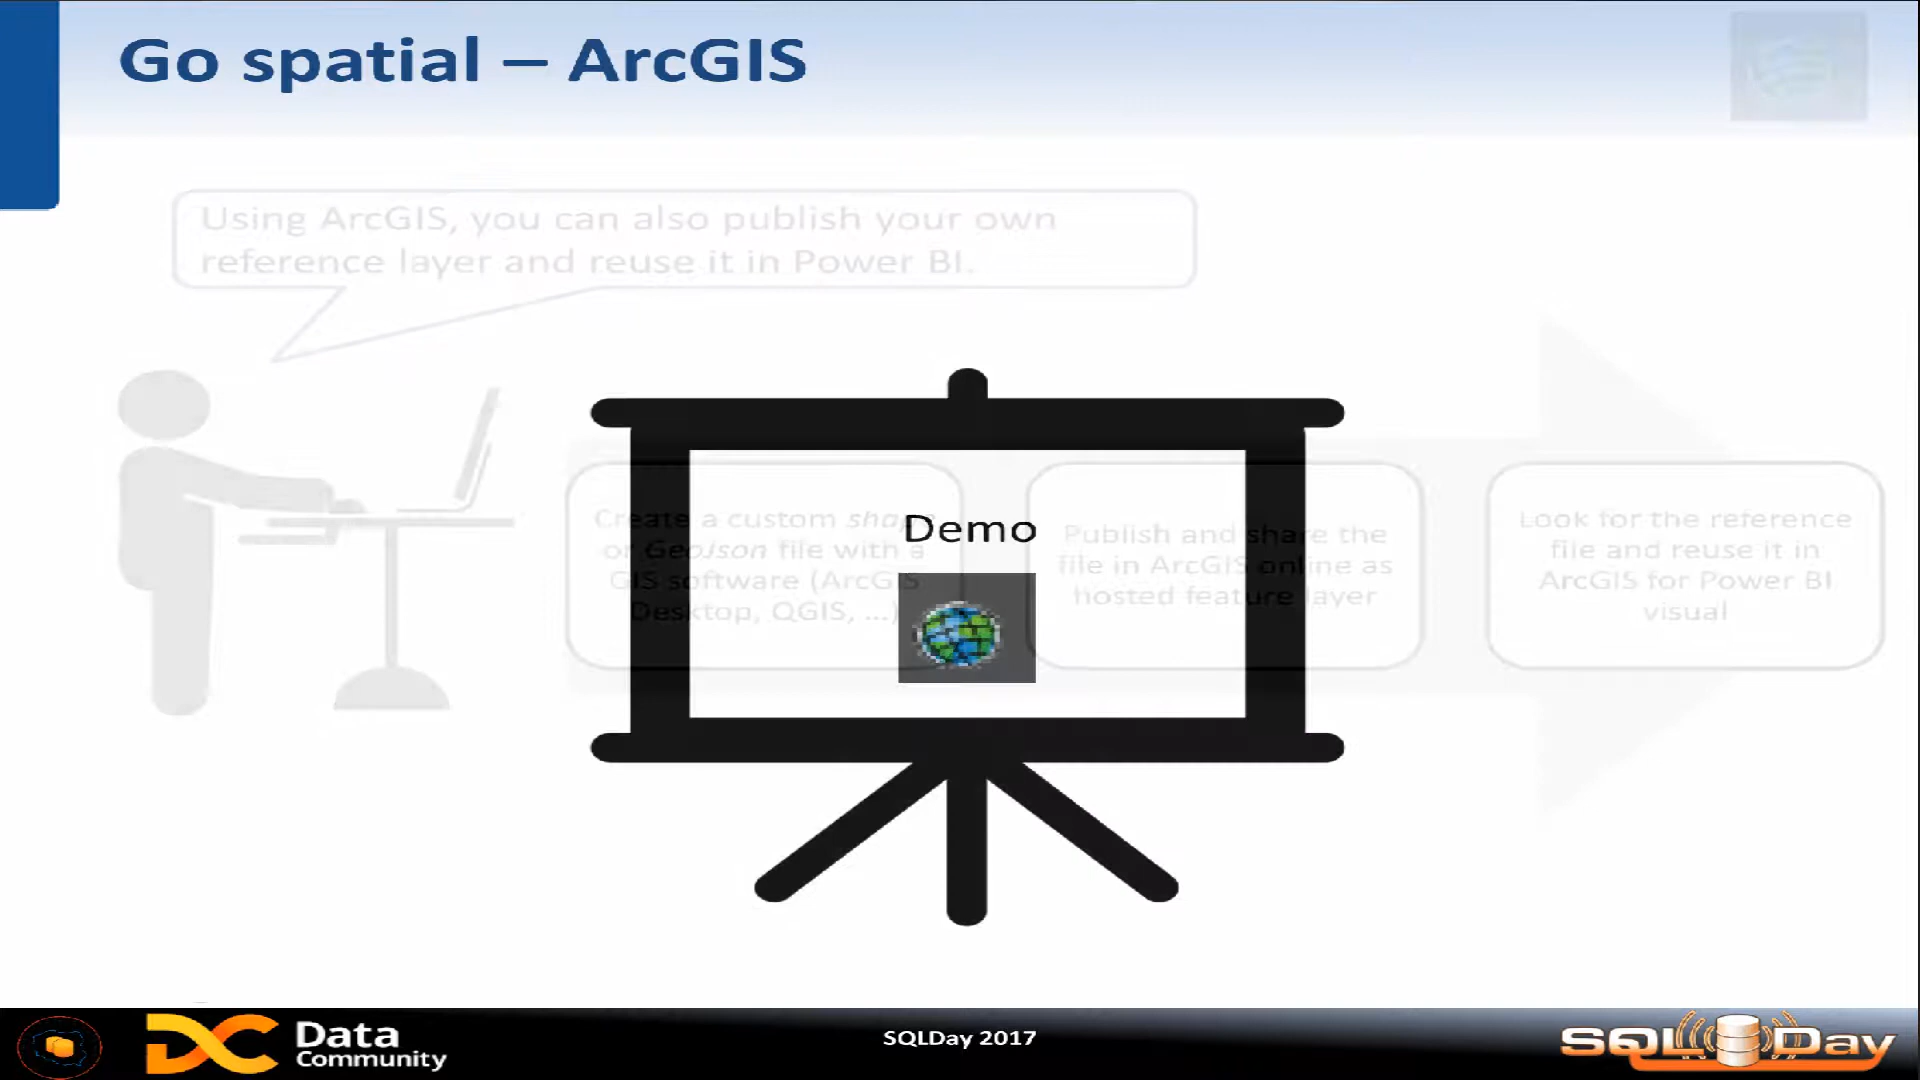 Go spatial – ArcGIS
Using ArcGIS, you can also publish your own
reference layer and reuse it in Power BI.
Create a custom shape
or GeoJson file with a
GIS software (ArcGIS
Desktop, QGIS, ...)
Demo
Publish and share the
file in ArcGIS online as
hosted feature layer
Look for the reference
file and reuse it in
ArcGIS for Power BI
visual
DC Data
Community
SQLDay 2017
SQL Day